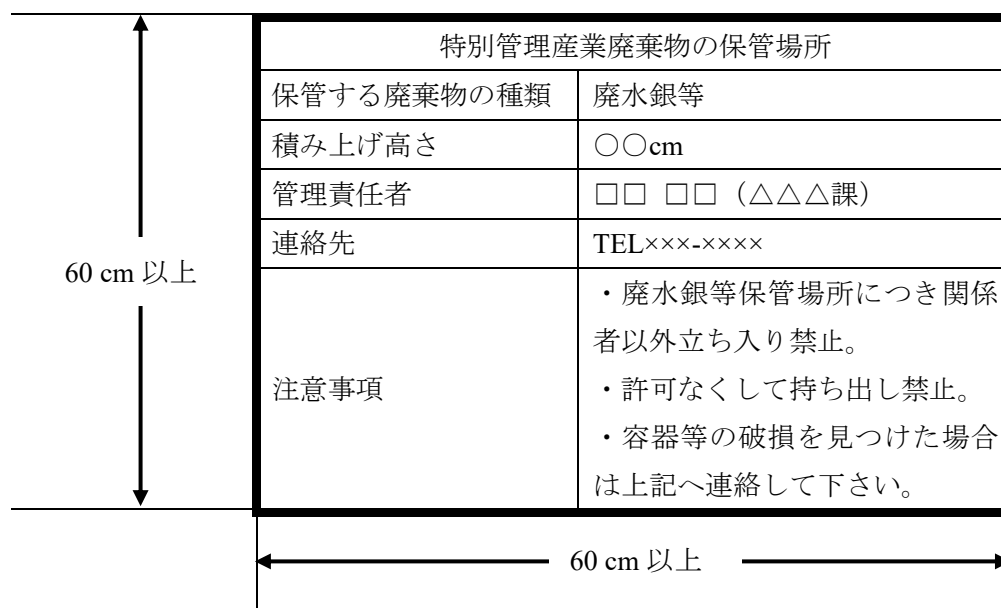 特別管理産業廃棄物の保管場所
保管する廃棄物の種類 廃水銀等
積み上げ高さ 〇〇cm
管理責任者 □□ □□（△△△課）
連絡先 TEL×××-××××
注意事項
・廃水銀等保管場所につき関係
者以外立ち入り禁止。
・許可なくして持ち出し禁止。
・容器等の破損を見つけた場合
は上記へ連絡して下さい。
60 cm 以上
60 cm 以上